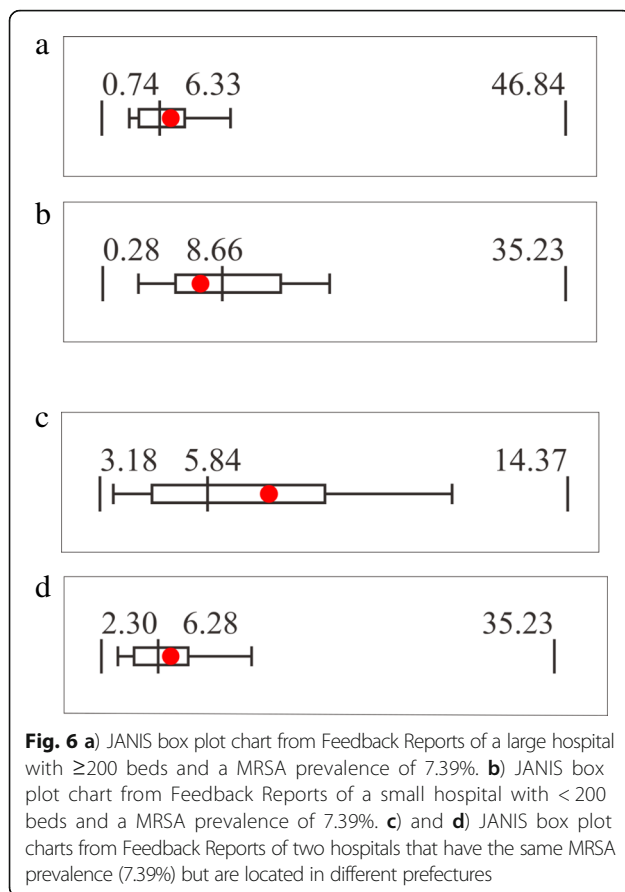 a
0.74 6.33 46.84
b
0.28 8.66 35.23
c
3.18 5.84 14.37
d
2.30 6.28 35.23
Fig. 6 a) JANIS box plot chart from Feedback Reports of a large hospital
with ≥200 beds and a MRSA prevalence of 7.39%. b) JANIS box
plot chart from Feedback Reports of a small hospital with < 200
beds and a MRSA prevalence of 7.39%. c) and d) JANIS box plot
charts from Feedback Reports of two hospitals that have the same MRSA
prevalence (7.39%) but are located in different prefectures